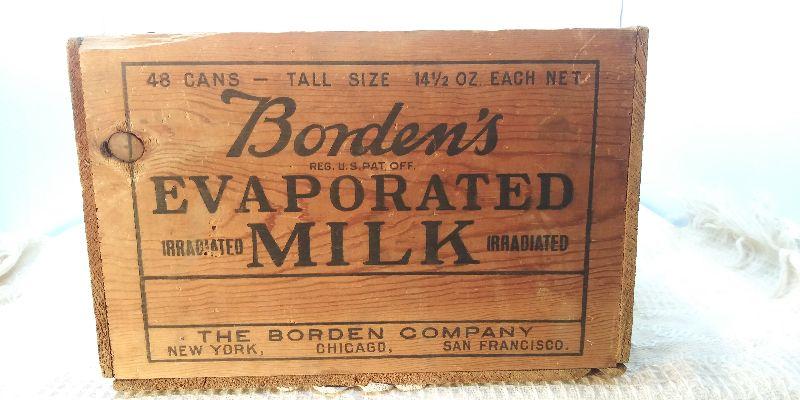 48 CANS — TALL SIZE 14½ OZ. EACH NET
Borden's
REG. U.S. PAT. OFF.
EVAPORATED
IRRADIATED MILK IRRADIATED
THE BORDEN COMPANY
NEW YORK, CHICAGO, SAN FRANCISCO.